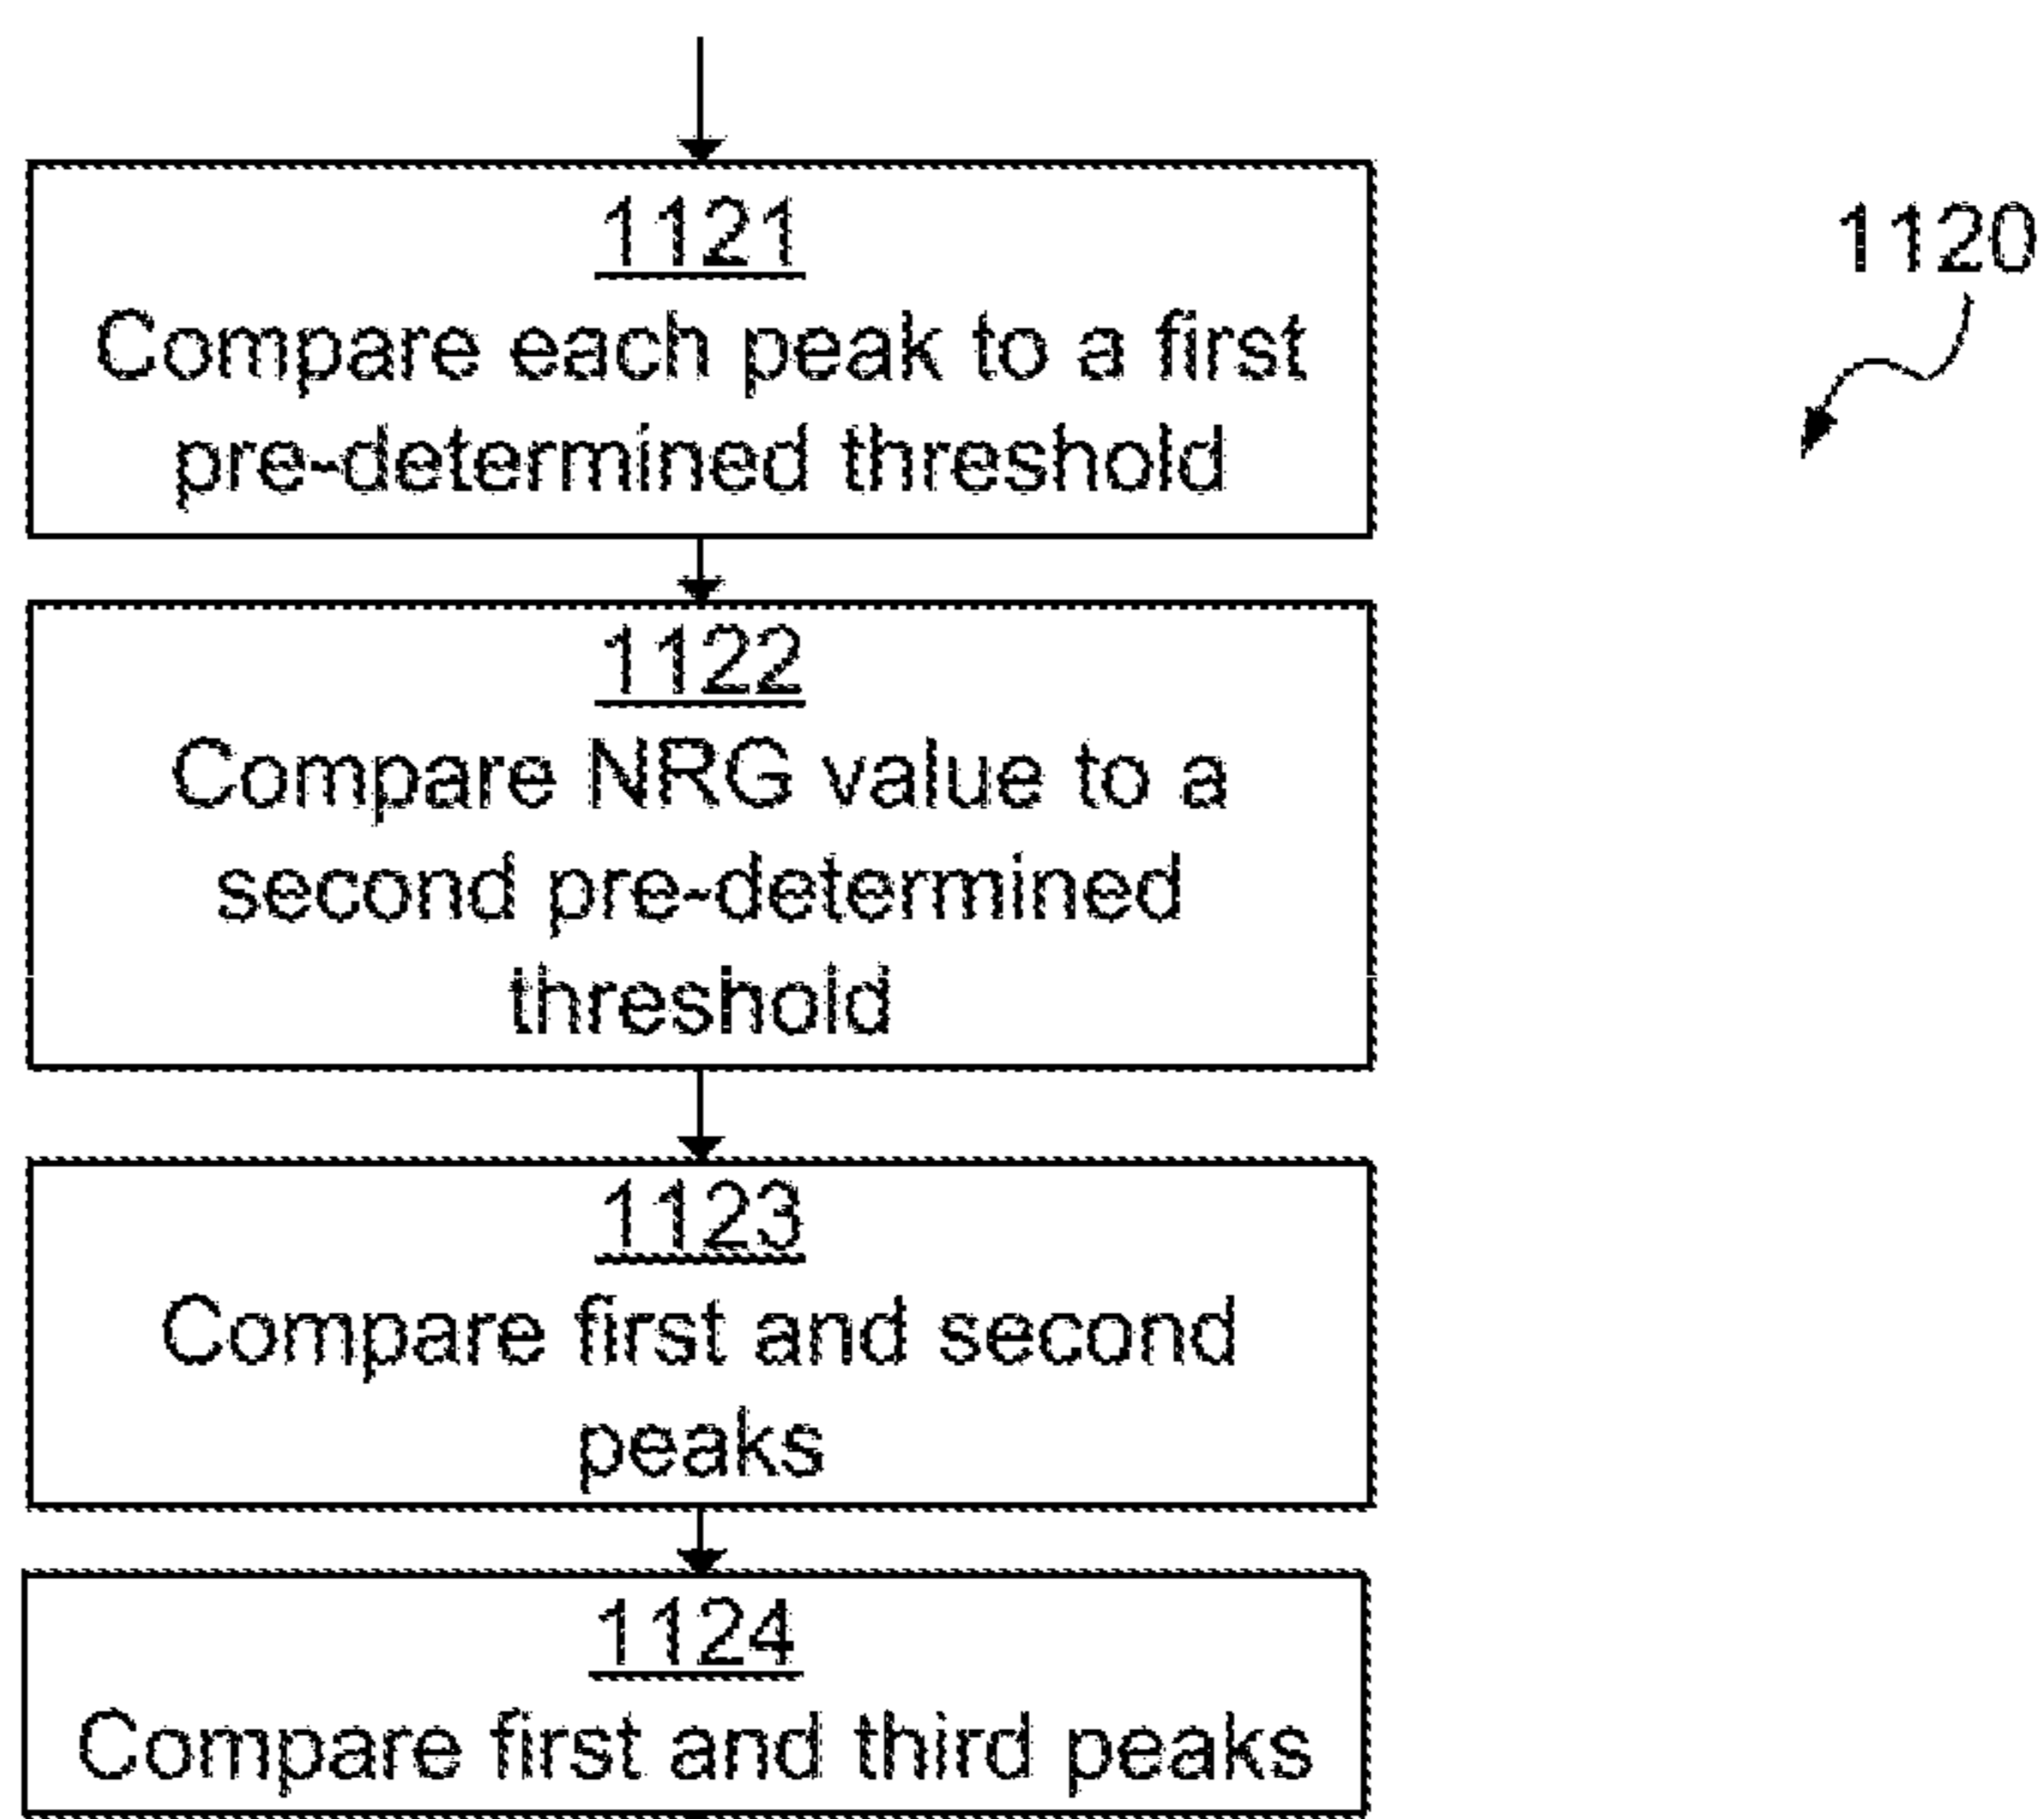 1121
Compare each peak to a first
pre-determined threshold
1120
1122
Compare NRG value to a
second pre-determined
threshold
1123
Compare first and second
peaks
1124
Compare first and third peaks